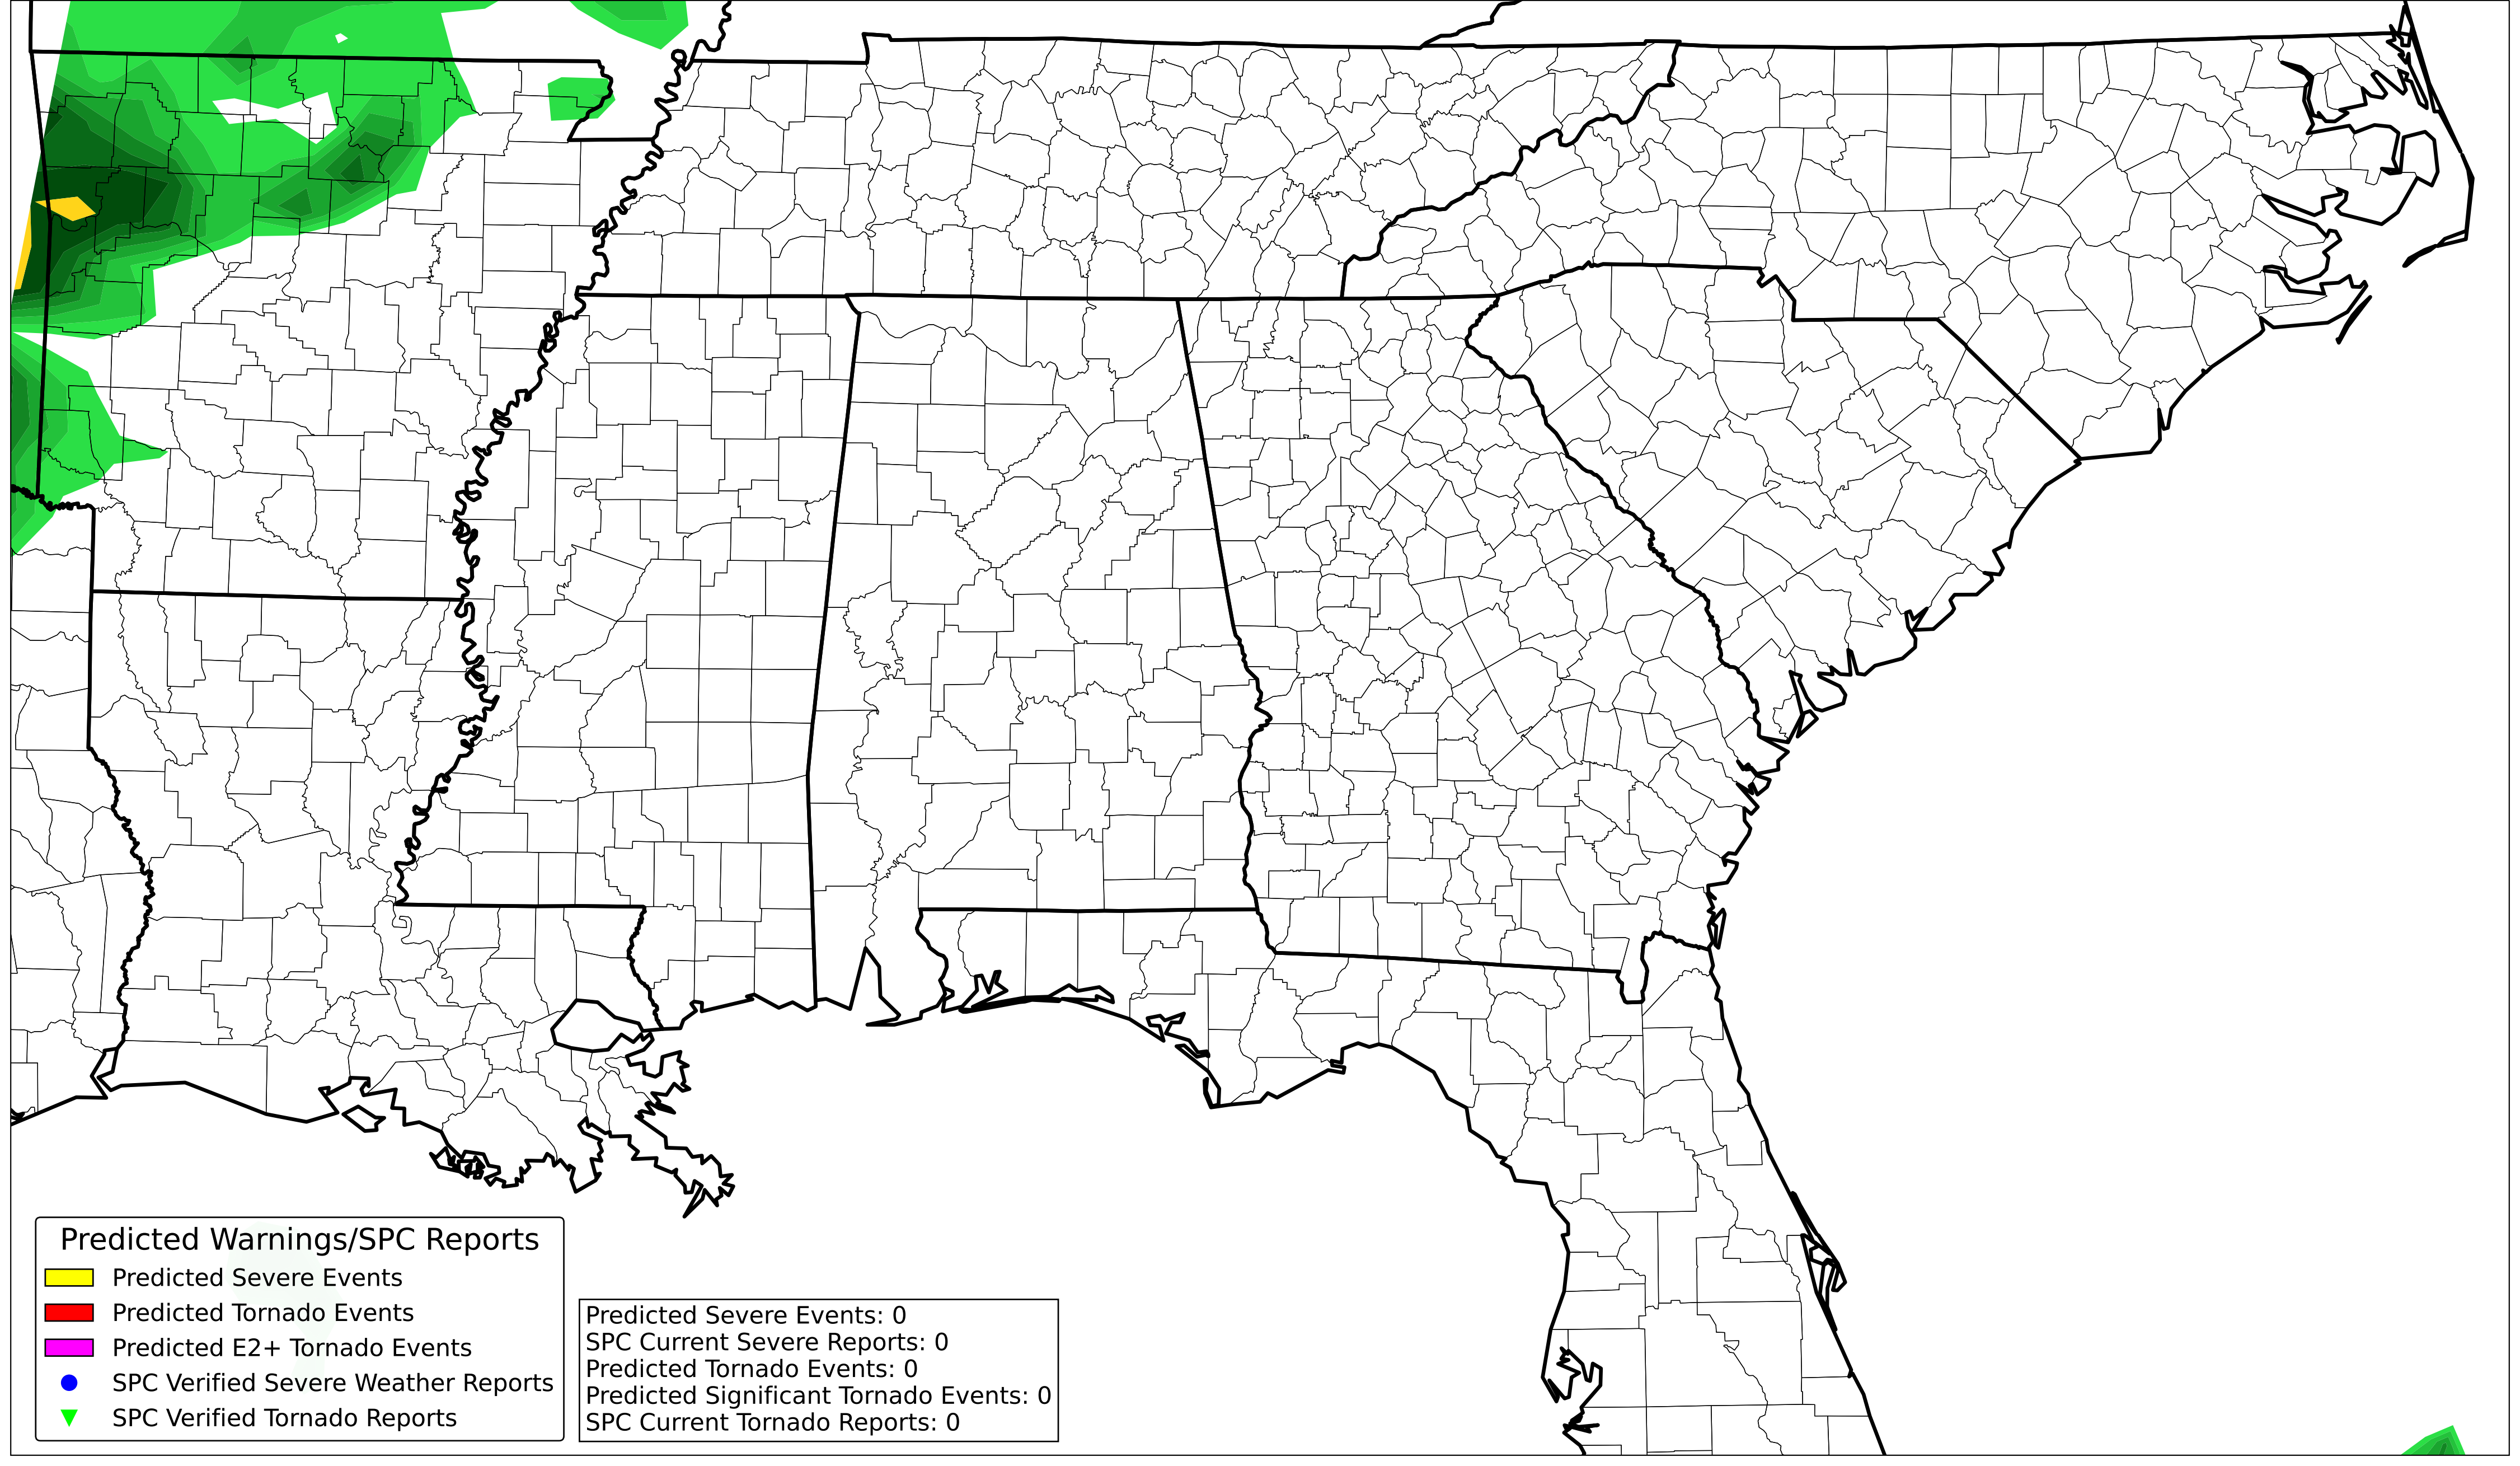 Predicted Warnings/SPC Reports
Predicted Severe Events
Predicted Tornado Events
Predicted E2+ Tornado Events
SPC Verified Severe Weather Reports
SPC Verified Tornado Reports
Predicted Severe Events: 0
SPC Current Severe Reports: 0
Predicted Tornado Events: 0
Predicted Significant Tornado Events: 0
SPC Current Tornado Reports: 0